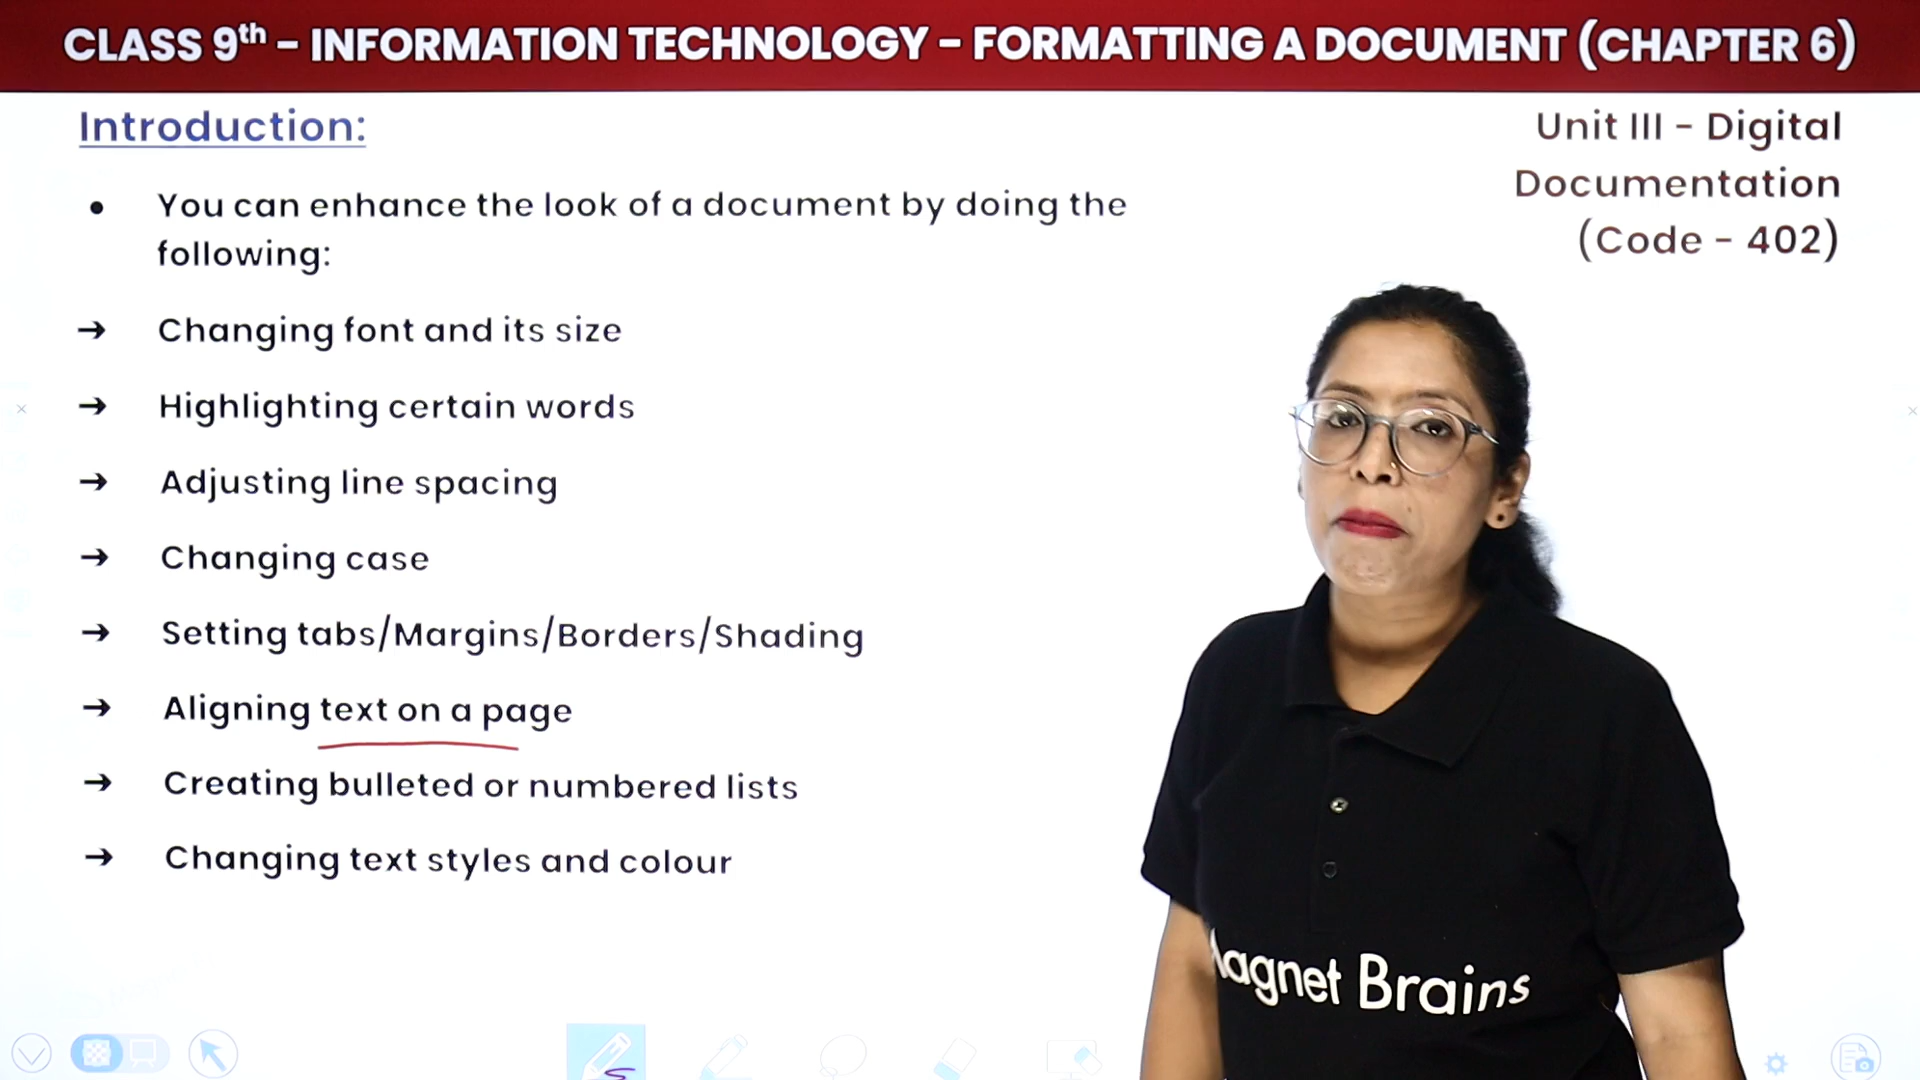 CLASS 9th – INFORMATION TECHNOLOGY – FORMATTING A DOCUMENT (CHAPTER 6)
Introduction:
Unit III – Digital
Documentation
(Code – 402)
● You can enhance the look of a document by doing the
following:
→ Changing font and its size
→ Highlighting certain words
→ Adjusting line spacing
→ Changing case
→ Setting tabs/Margins/Borders/Shading
→ Aligning text on a page
→ Creating bulleted or numbered lists
→ Changing text styles and colour
Magnet Brains